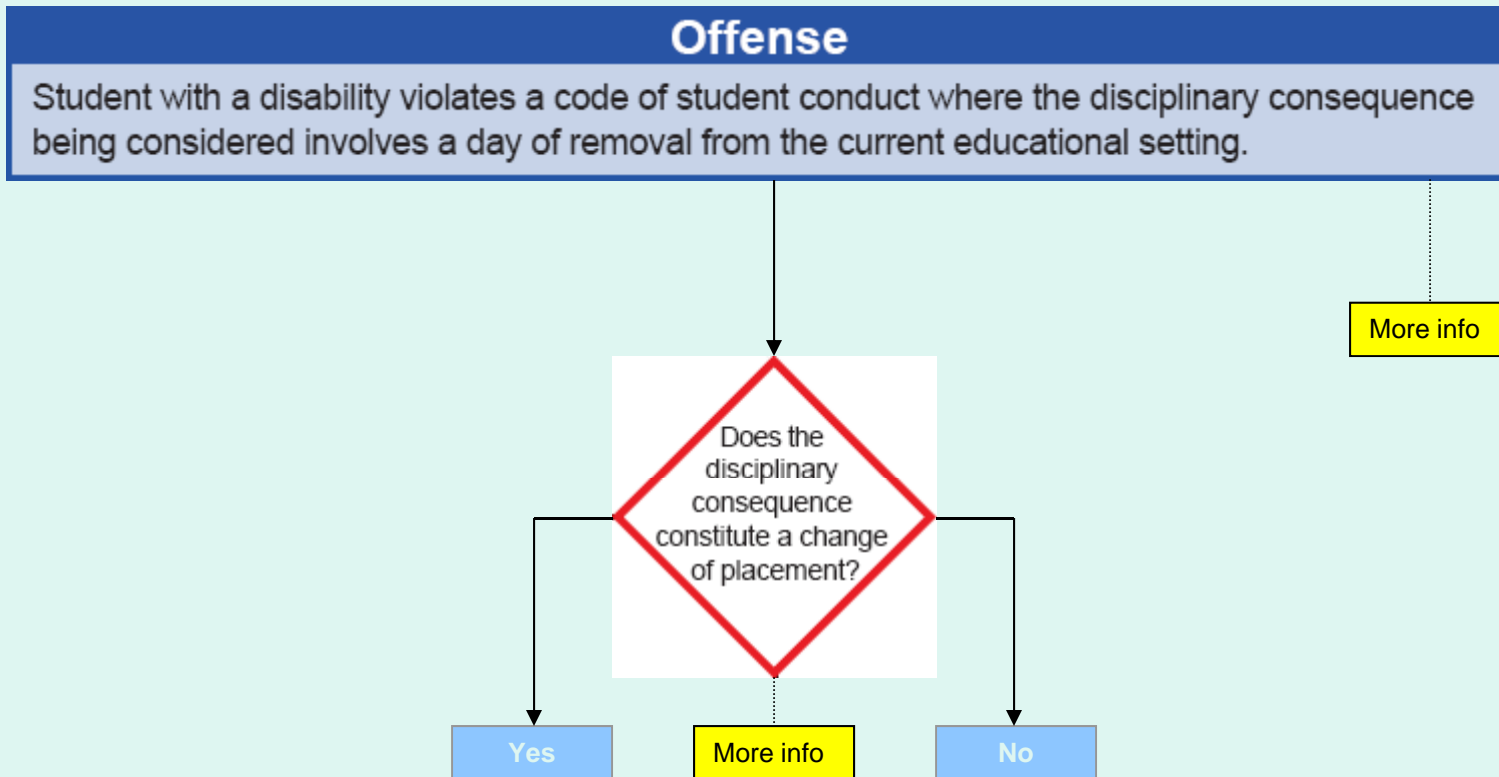 Offense
Student with a disability violates a code of student conduct where the disciplinary consequence
being considered involves a day of removal from the current educational setting.
More info
Does the
disciplinary
consequence
constitute a change
of placement?
Yes
More info
No